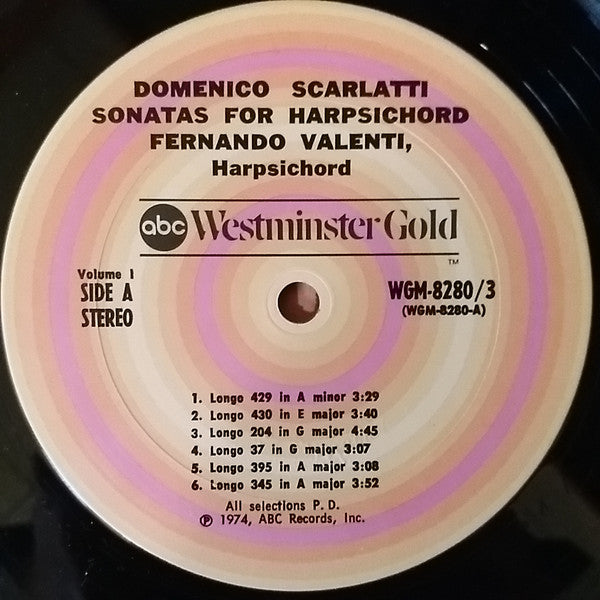 DOMENICO SCARLATTI
SONATAS FOR HARPSICHORD
FERNANDO VALENTI,
Harpsichord
abc Westminster Gold
TM
Volume 1
SIDE A
STEREO
WGM-8280/3
(WGM-8280-A)
1. Longo 429 in A minor 3:29
2. Longo 430 in E major 3:40
3. Longo 204 in G major 4:45
4. Longo 37 in G major 3:07
5. Longo 395 in A major 3:08
6. Longo 345 in A major 3:52
All selections P. D.
℗ 1974, ABC Records, Inc.